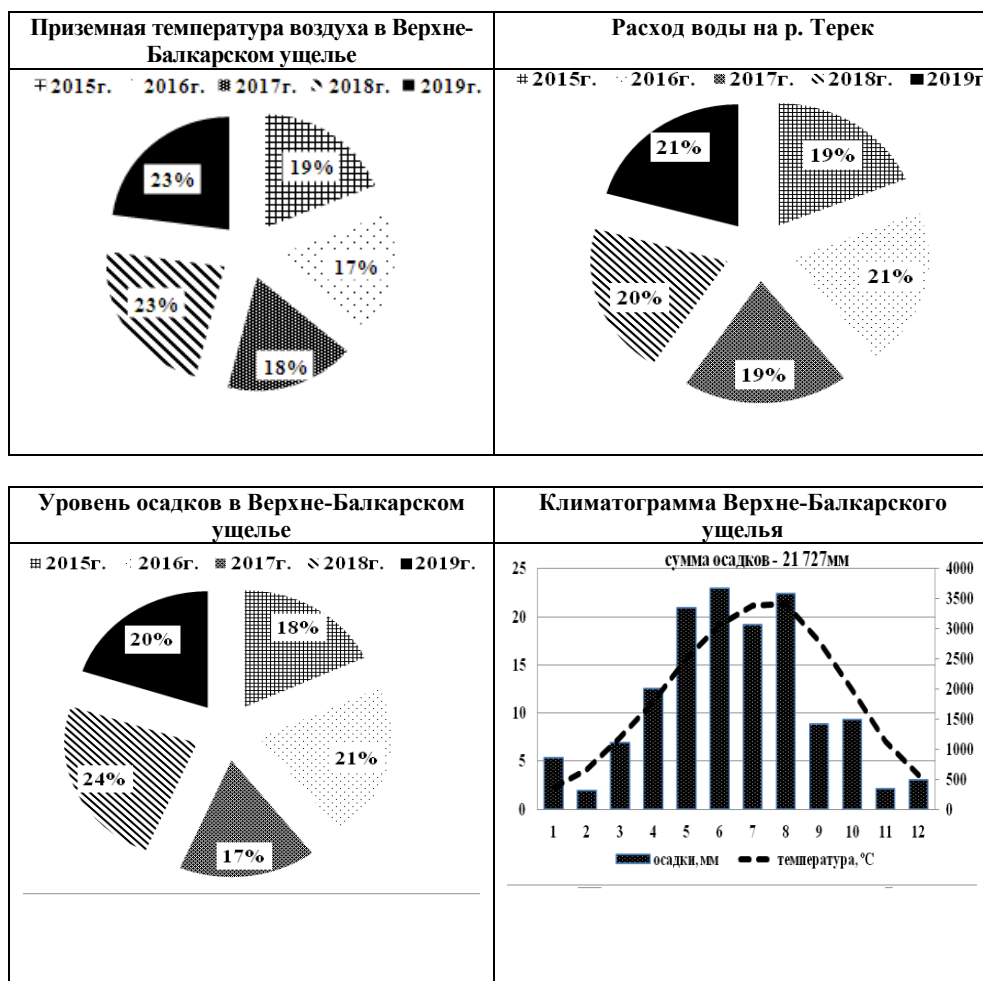 Приземная температура воздуха в Верхне-
Балкарском ущелье
2015г. 2016г. 2017г. 2018г. 2019г.
23%
19%
17%
23%
18%
Расход воды на р. Терек
2015г. 2016г. 2017г. 2018г. 2019г
21%
19%
21%
20%
19%
Уровень осадков в Верхне-Балкарском
ущелье
2015г. 2016г. 2017г. 2018г. 2019г.
20%
18%
21%
24%
17%
Климатограмма Верхне-Балкарского
ущелья
сумма осадков - 21 727мм
25 4000
20 3500
15 3000
10 2500
5 2000
0 1500
1000
500
0
1 2 3 4 5 6 7 8 9 10 11 12
осадки, мм температура, °C